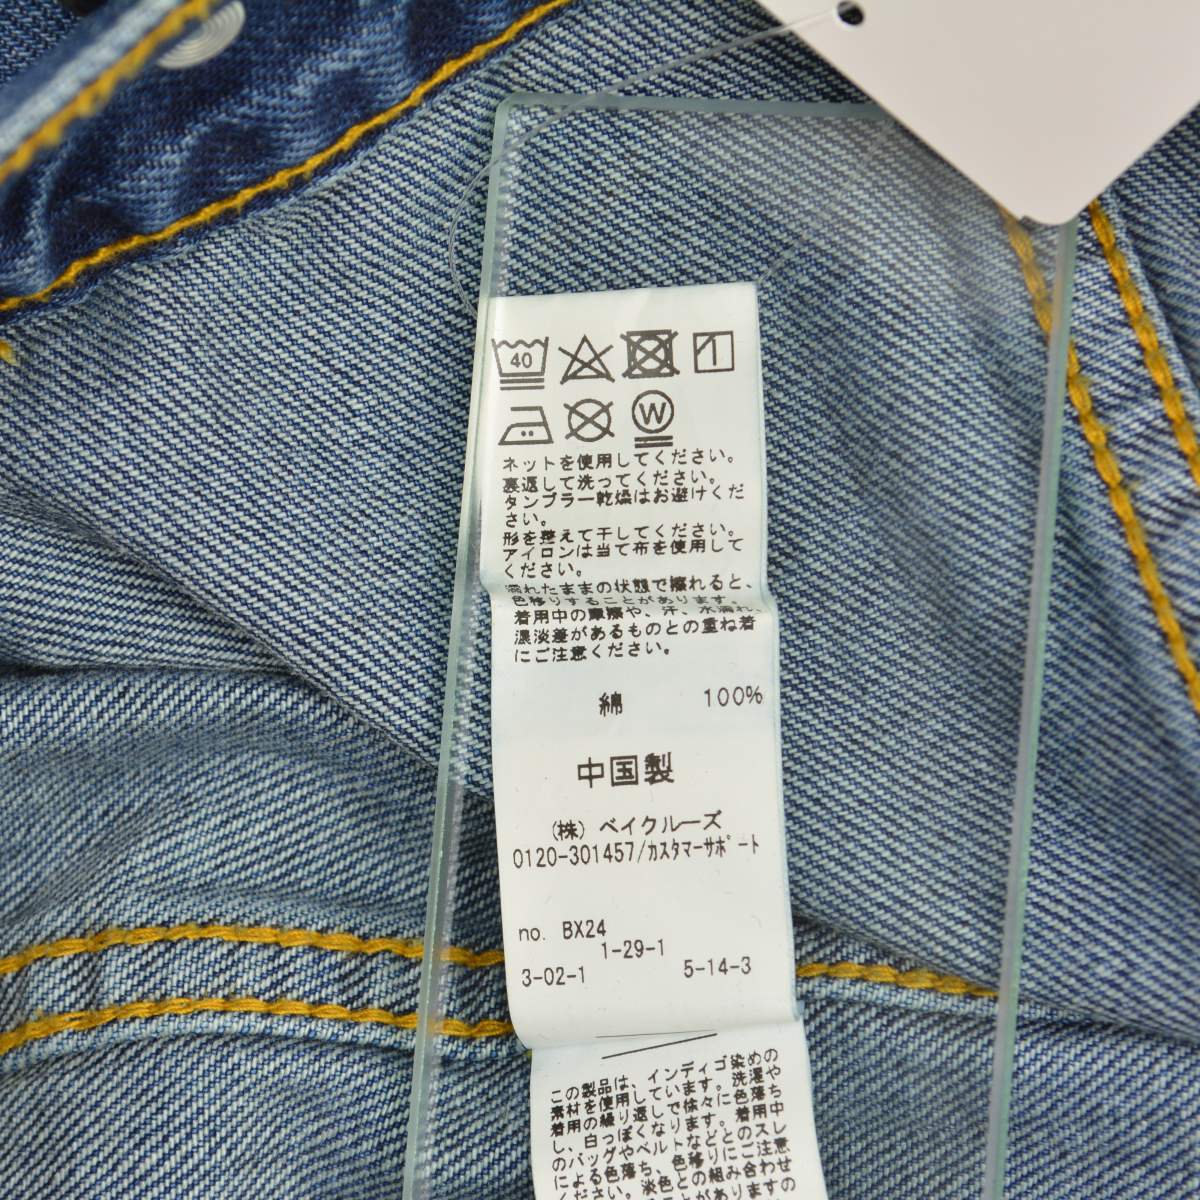 40
W
ネットを使用してください。
裏返して洗ってください。
タンブラー乾燥はお避けくだ
さい。
形を整えて干してください。
アイロンは当て布を使用して
ください。
濡れたままの状態で擦れると、
色移りすることがあります。
着用中の摩擦や、汗、水濡れ、
濃淡差があるものとの重ね着
にご注意ください。
綿 100%
中国製
(株) ベイクルーズ
0120-301457/カスタマーサポート
no. BX24
1-29-1
3-02-1 5-14-3
この製品は、インディゴ染めの
素材を使用しています。洗濯や
着用の繰り返しで徐々に色落ち
し、白っぽくなります。着用中
のバッグやベルトなどとのスレ
による色落ち、色移りにご注意
ください。淡色との組み合わせ